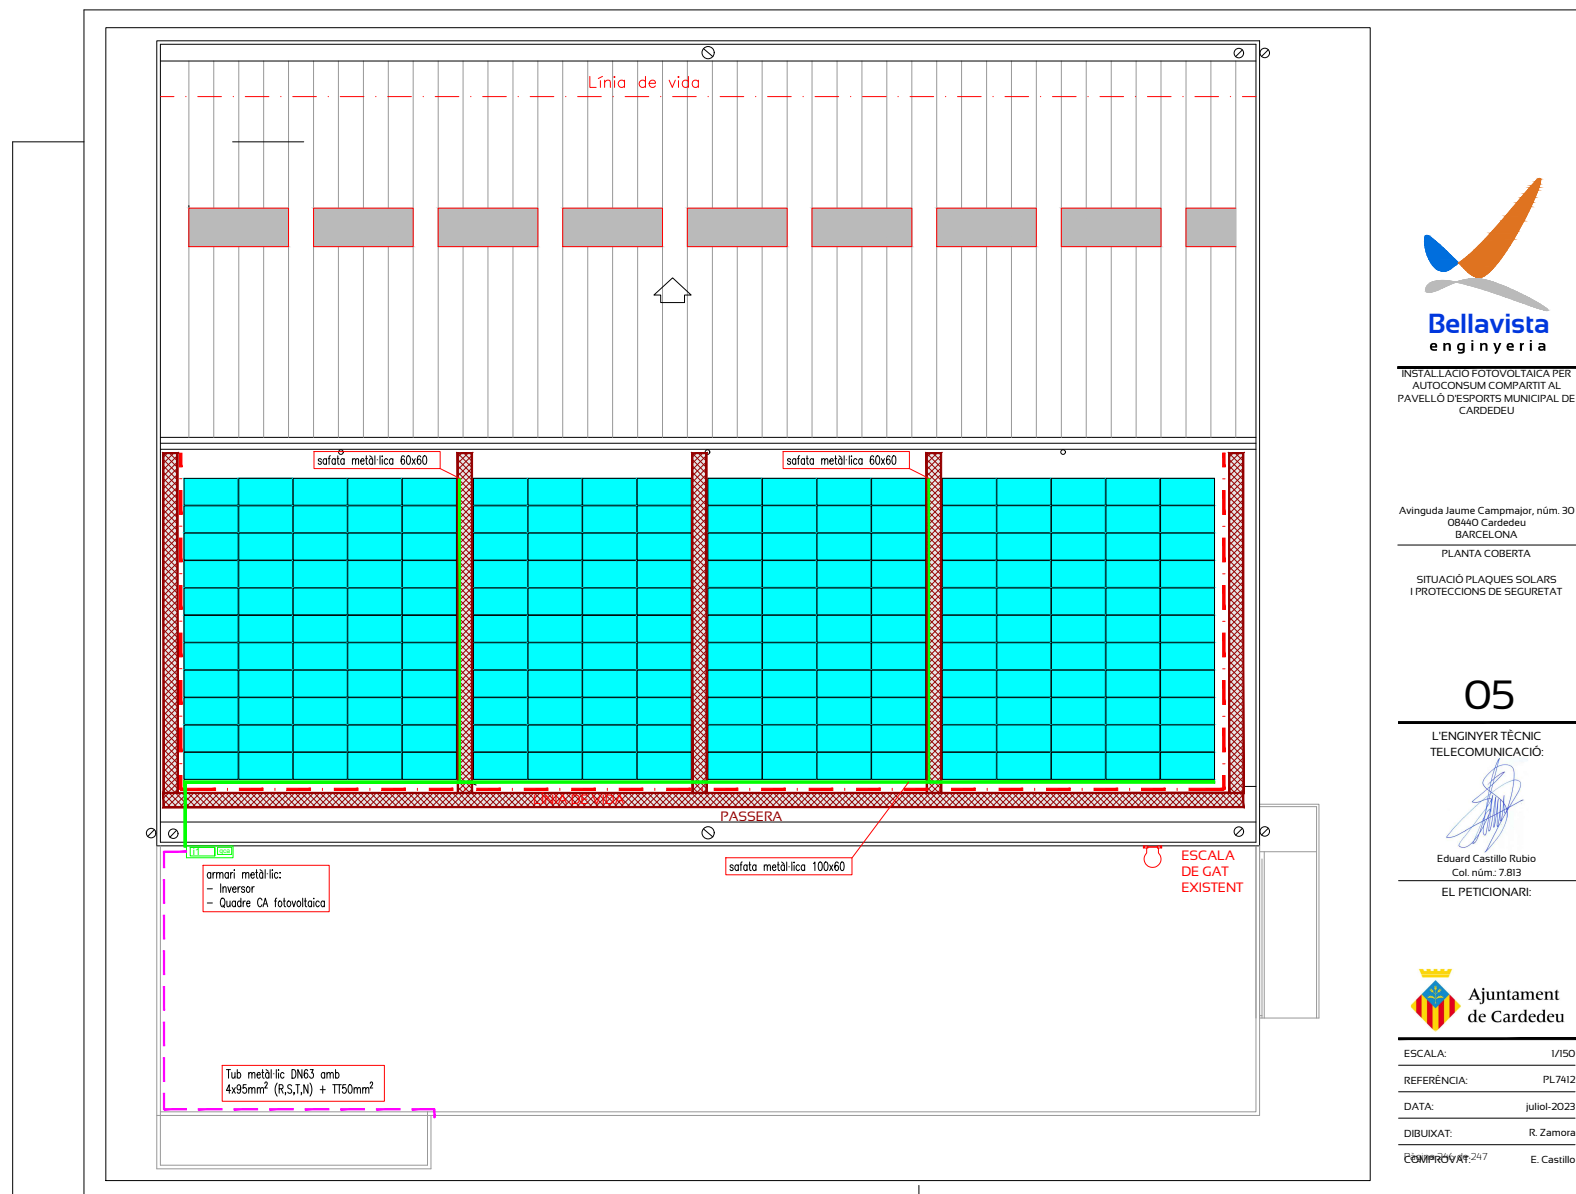 Línia de vida
safata metàl·lica 60x60
safata metàl·lica 60x60
LÍNIA DE VIDA
PASSERA
safata metàl·lica 100x60
ESCALA
DE GAT
EXISTENT
armari metàl·lic:
- Inversor
- Quadre CA fotovoltaica
Tub metàl·lic DN63 amb
4x95mm² (R,S,T,N) + TT50mm²
Bellavista
enginyeria
INSTAL.LACIÓ FOTOVOLTAICA PER
AUTOCONSUM COMPARTIT AL
PAVELLÓ D'ESPORTS MUNICIPAL DE
CARDEDEU
Avinguda Jaume Campmajor, núm. 30
08440 Cardedeu
BARCELONA
PLANTA COBERTA
SITUACIÓ PLAQUES SOLARS
I PROTECCIONS DE SEGURETAT
05
L'ENGINYER TÈCNIC
TELECOMUNICACIÓ:
Eduard Castillo Rubio
Col. núm.: 7.813
EL PETICIONARI:
Ajuntament
de Cardedeu
ESCALA: 1/150
REFERÈNCIA: PL7412
DATA: juliol-2023
DIBUIXAT: R. Zamora
COMPROVAT: E. Castillo
Pàgina 246 de 247